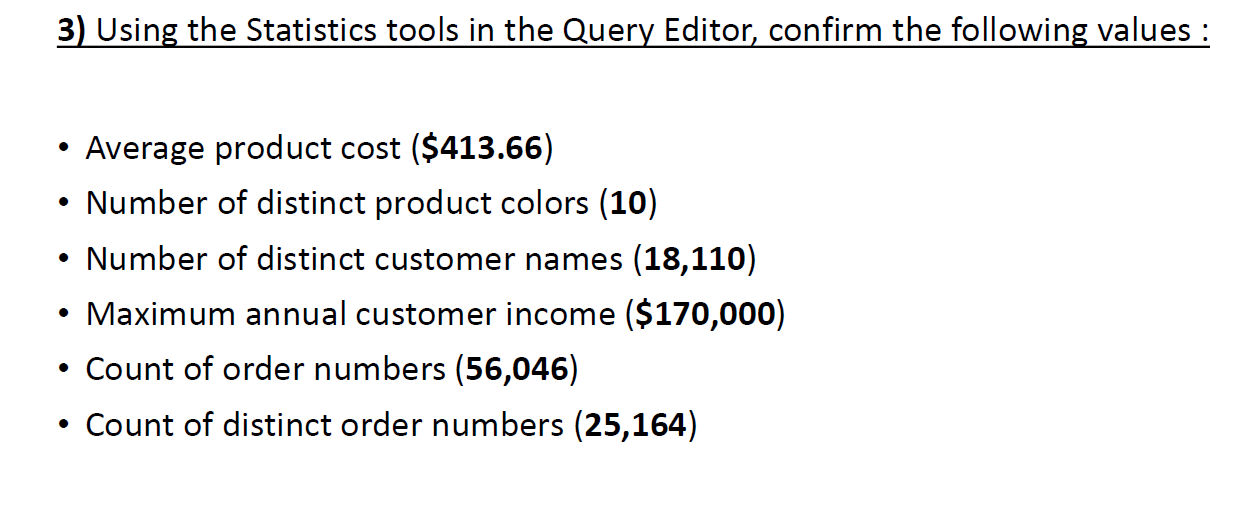 3) Using the Statistics tools in the Query Editor, confirm the following values :
• Average product cost ($413.66)
• Number of distinct product colors (10)
• Number of distinct customer names (18,110)
• Maximum annual customer income ($170,000)
• Count of order numbers (56,046)
• Count of distinct order numbers (25,164)